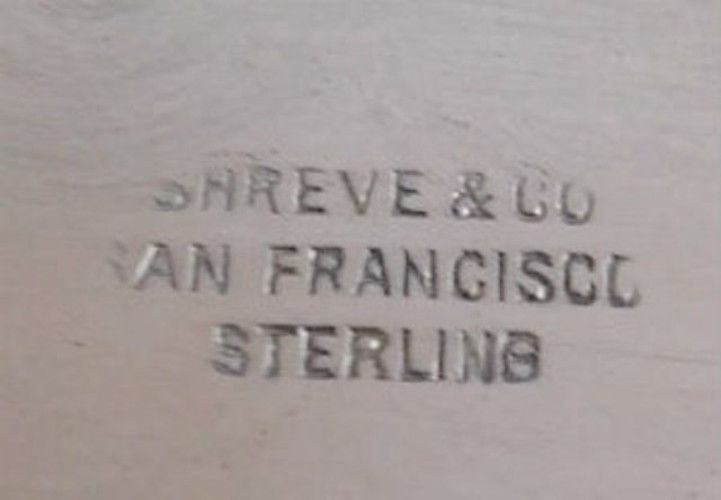 SHREVE & CO
SAN FRANCISCO
STERLING